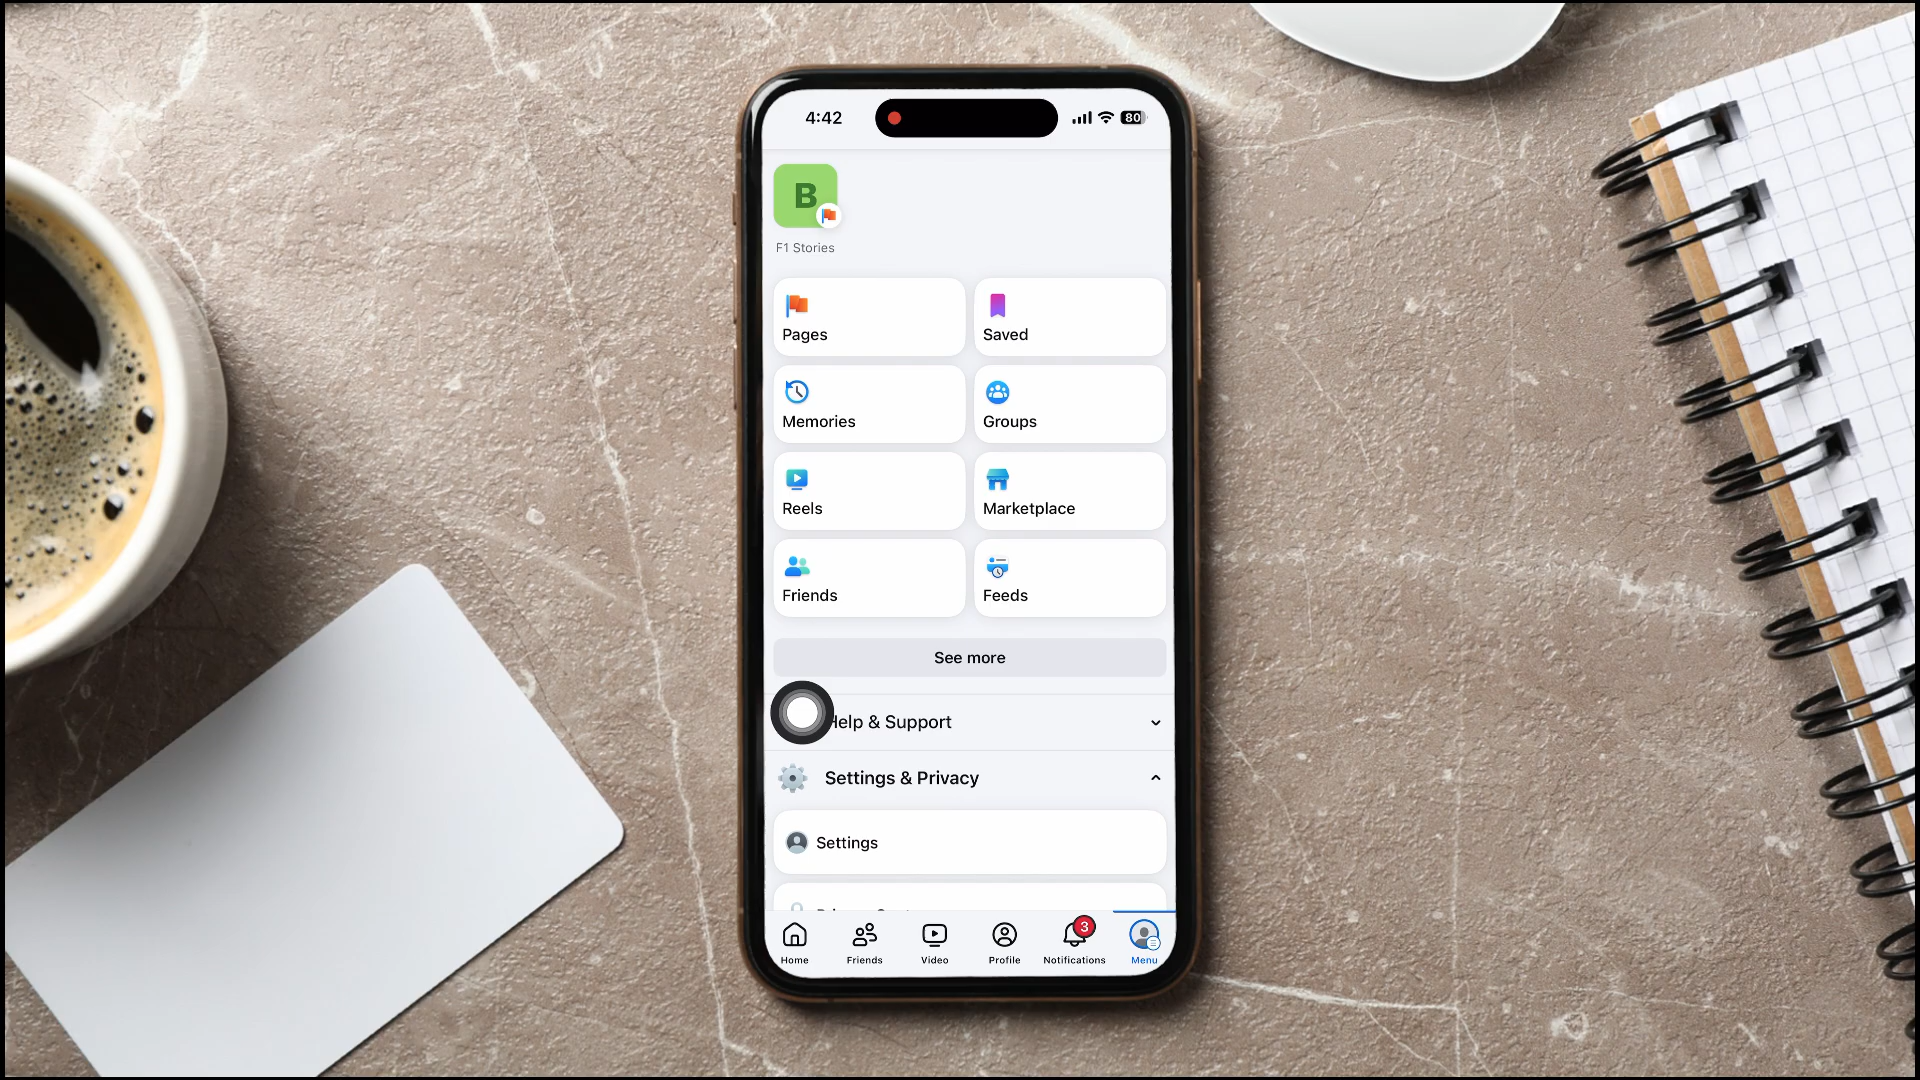 4:42
80
B
F1 Stories
Pages
Saved
Memories
Groups
Reels
Marketplace
Friends
Feeds
See more
Help & Support
Settings & Privacy
Settings
Home
Friends
Video
Profile
3
Notifications
Menu